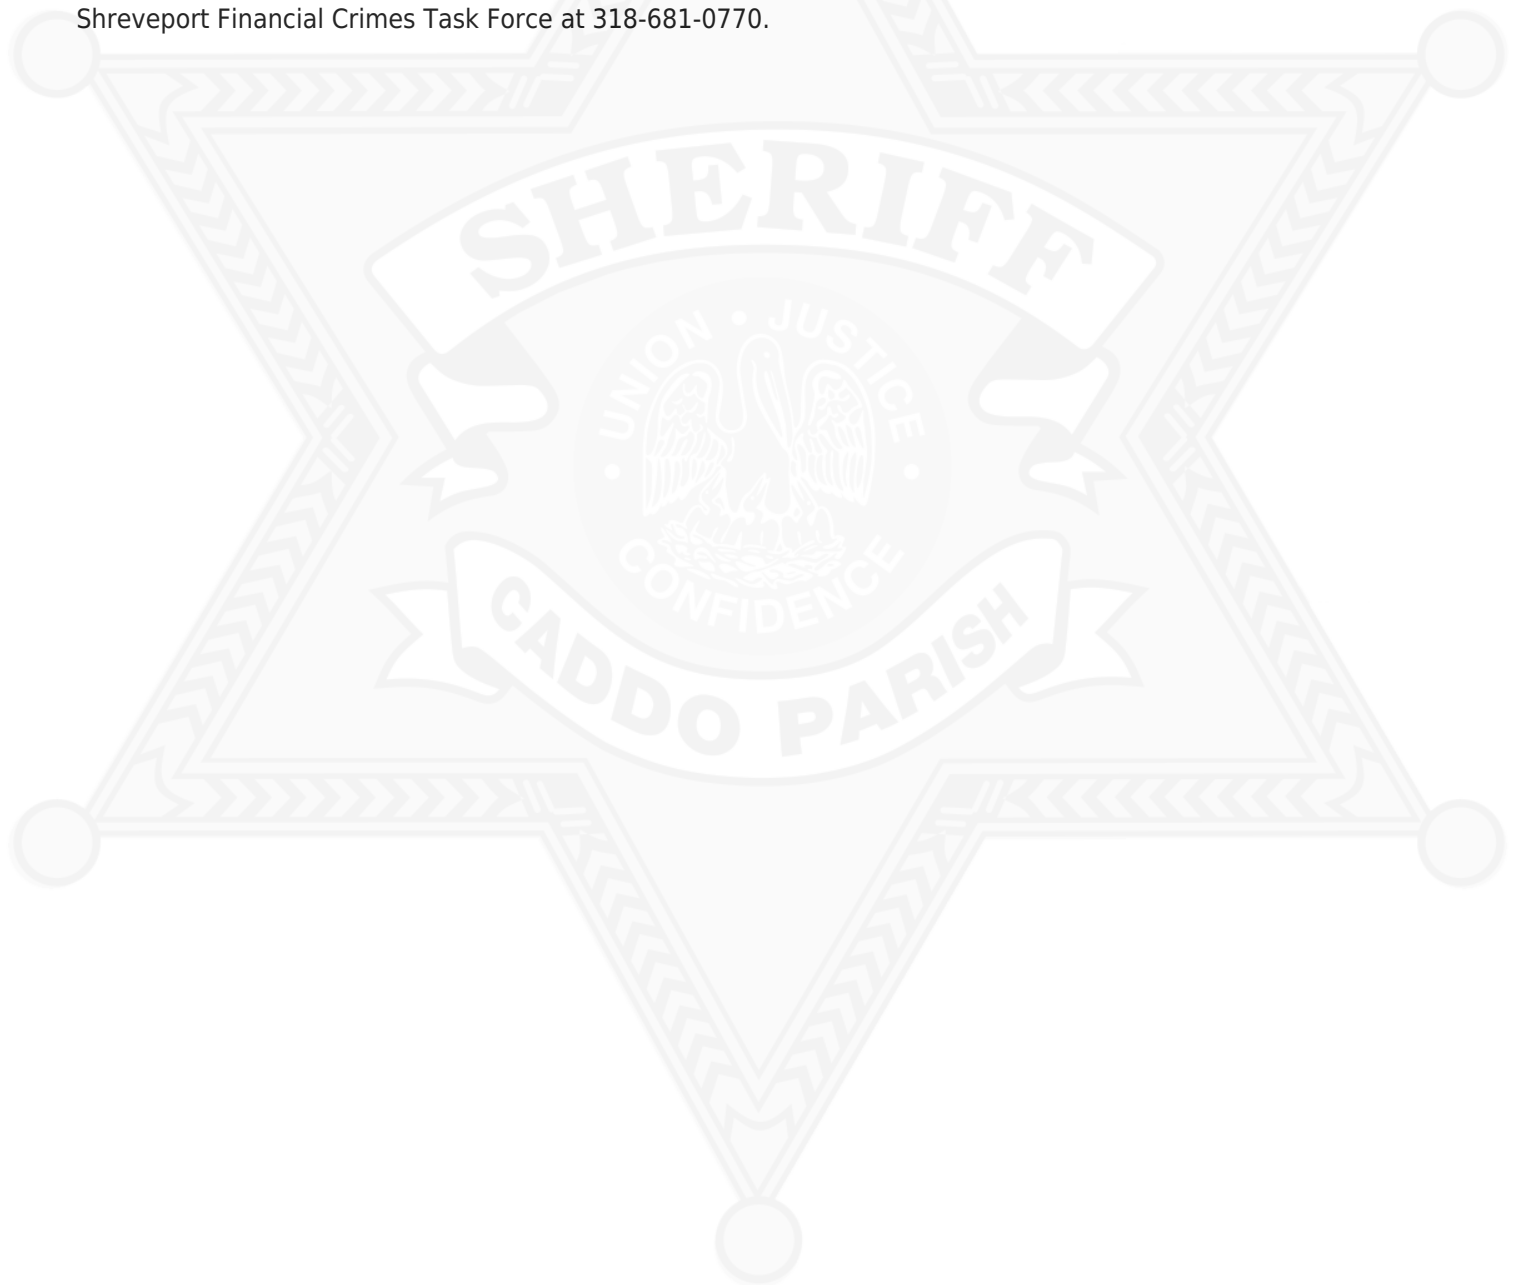 Shreveport Financial Crimes Task Force at 318-681-0770.
SHERIFF
UNION • JUSTICE
• CONFIDENCE •
CADDO PARISH